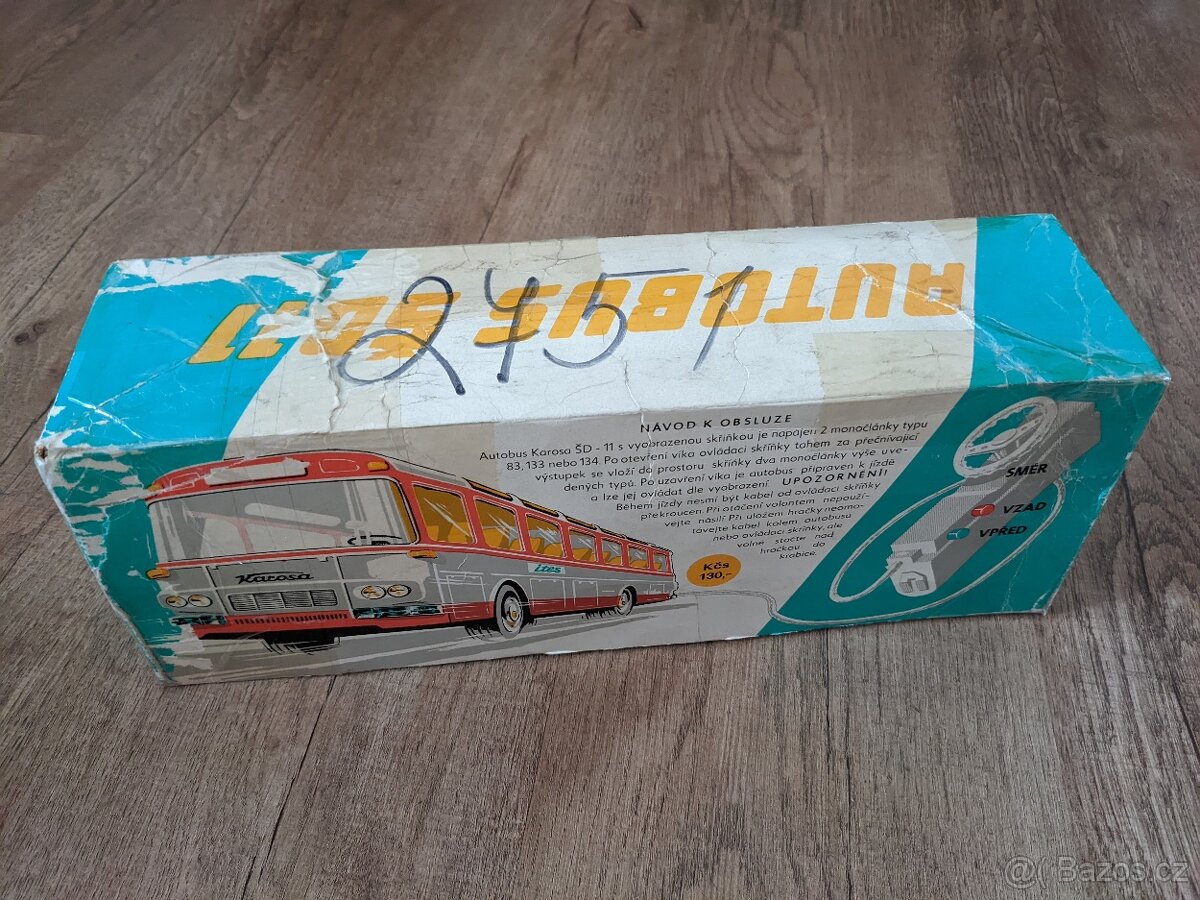 AUTOBUS ŠD-11
2451
NÁVOD K OBSLUZE
Autobus Karosa ŠD - 11 s vyobrazenou skříňkou je napájen 2 monočlánky typu
83, 133 nebo 134. Po otevření víka ovládací skříňky tahem za přečnívající
výstupek se vloží do prostoru skříňky dva monočlánky výše uve-
dených typů. Po uzavření víka je autobus připraven k jízdě
a lze jej ovládat dle vyobrazení. UPOZORNĚNÍ!
Během jízdy nesmí být kabel od ovládací skříňky
překroucen. Při otáčení volantem nepouží-
vejte násilí. Při uložení hračky neomo-
távejte kabel kolem autobusu
nebo ovládací skříňky, ale
volně stočte nad
hračkou do
krabice.
Kčs
130,-
SMĚR
VZAD
VPŘED
Karosa
ites
Bazos.cz